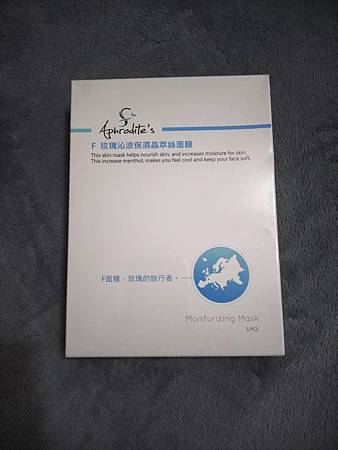 Aphrodite's
F 玫瑰沁涼保濕晶萃絲面膜
This skin mask helps nourish skin, and increases moisture for skin.
This increase menthol, makes you feel cool and keep your face soft.
F面膜‧玫瑰的旅行者‧
Moisturizing Mask
5 PCS